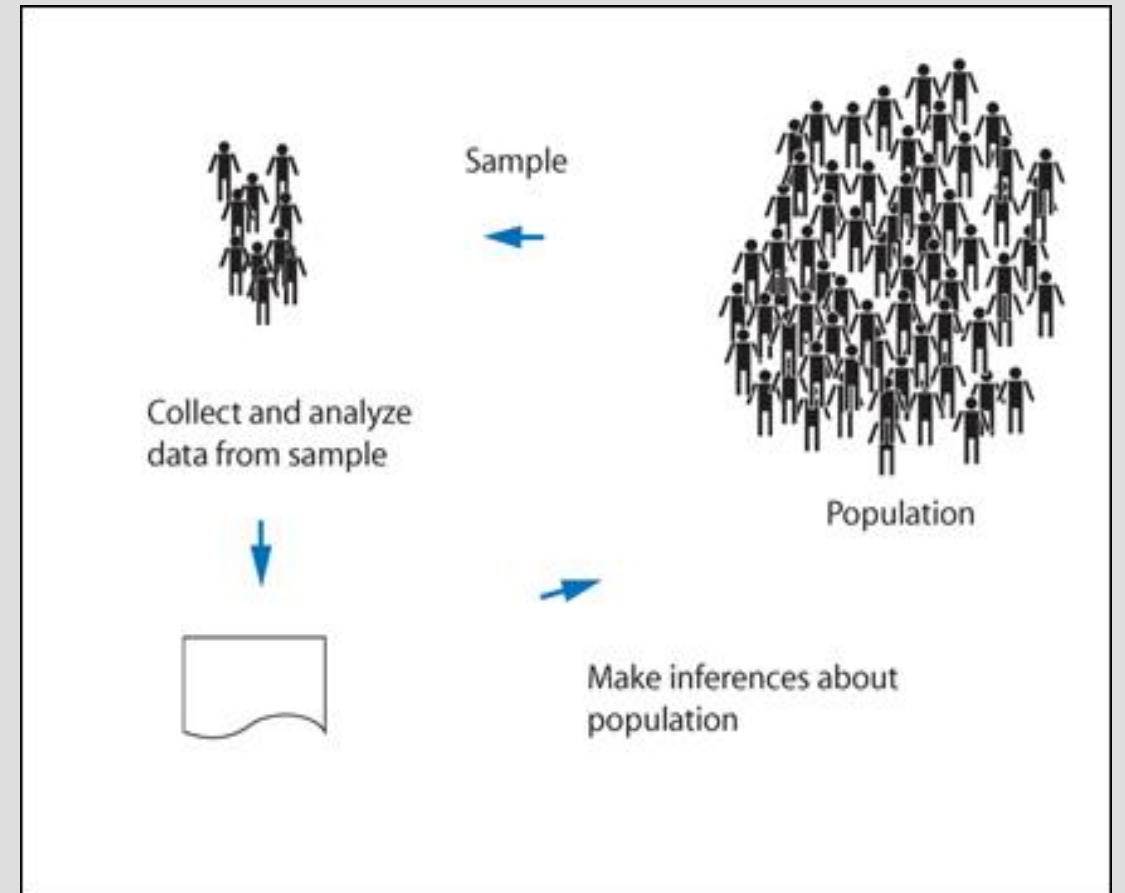 Sample
Collect and analyze
data from sample
Population
Make inferences about
population